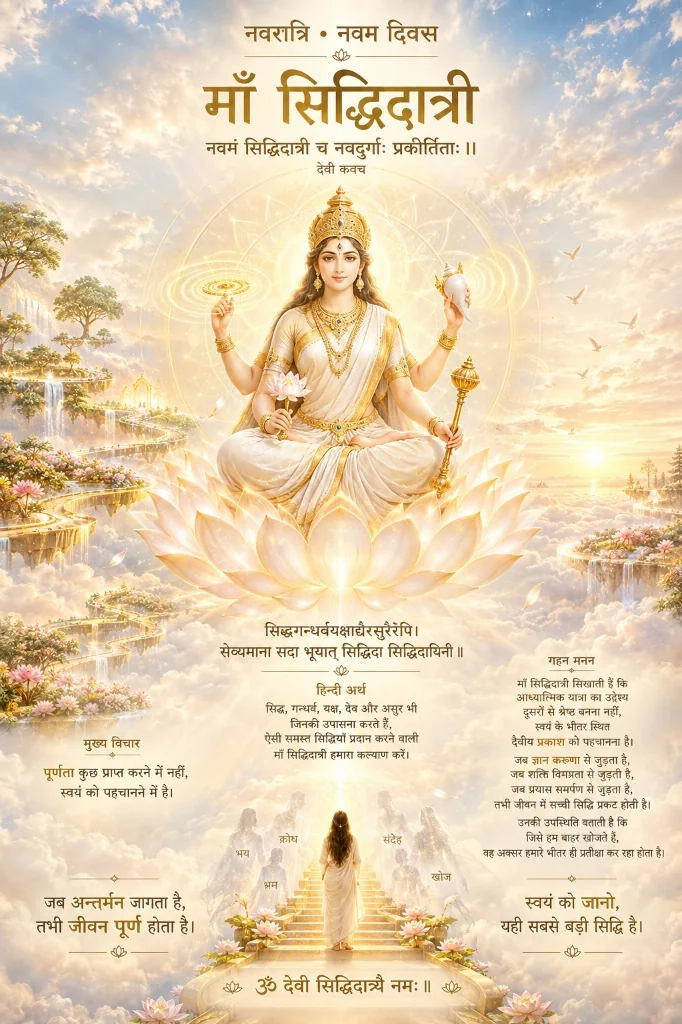 नवरात्रि • नवम दिवस
माँ सिद्धिदात्री
नवमं सिद्धिदात्री च नवदुर्गाः प्रकीर्तिताः॥
देवी कवच
सिद्धगन्धर्वयक्षाद्यैरसुरैरपि।
सेव्यमाना सदा भूयात् सिद्धिदा सिद्धिदायिनी॥
हिन्दी अर्थ
सिद्ध, गन्धर्व, यक्ष, देव और असुर भी
जिनकी उपासना करते हैं,
ऐसी समस्त सिद्धियाँ प्रदान करने वाली
माँ सिद्धिदात्री हमारा कल्याण करें।
मुख्य विचार
पूर्णता कुछ प्राप्त करने में नहीं,
स्वयं को पहचानने में है।
गहन मनन
माँ सिद्धिदात्री सिखाती हैं कि
आध्यात्मिक यात्रा का उद्देश्य
दूसरों से श्रेष्ठ बनना नहीं,
स्वयं के भीतर स्थित
दैवीय प्रकाश को पहचानना है।
जब ज्ञान करुणा से जुड़ता है,
जब शक्ति विनम्रता से जुड़ती है,
जब प्रयास समर्पण से जुड़ता है,
तभी जीवन में सच्ची सिद्धि प्रकट होती है।
उनकी उपस्थिति बताती है कि
जिसे हम बाहर खोजते हैं,
वह अक्सर हमारे भीतर ही प्रतीक्षा कर रहा होता है।
भय
क्रोध
भ्रम
संदेह
खोज
जब अन्तर्मन जागता है,
तभी जीवन पूर्ण होता है।
स्वयं को जानो,
यही सबसे बड़ी सिद्धि है।
ॐ देवी सिद्धिदात्र्यै नमः॥